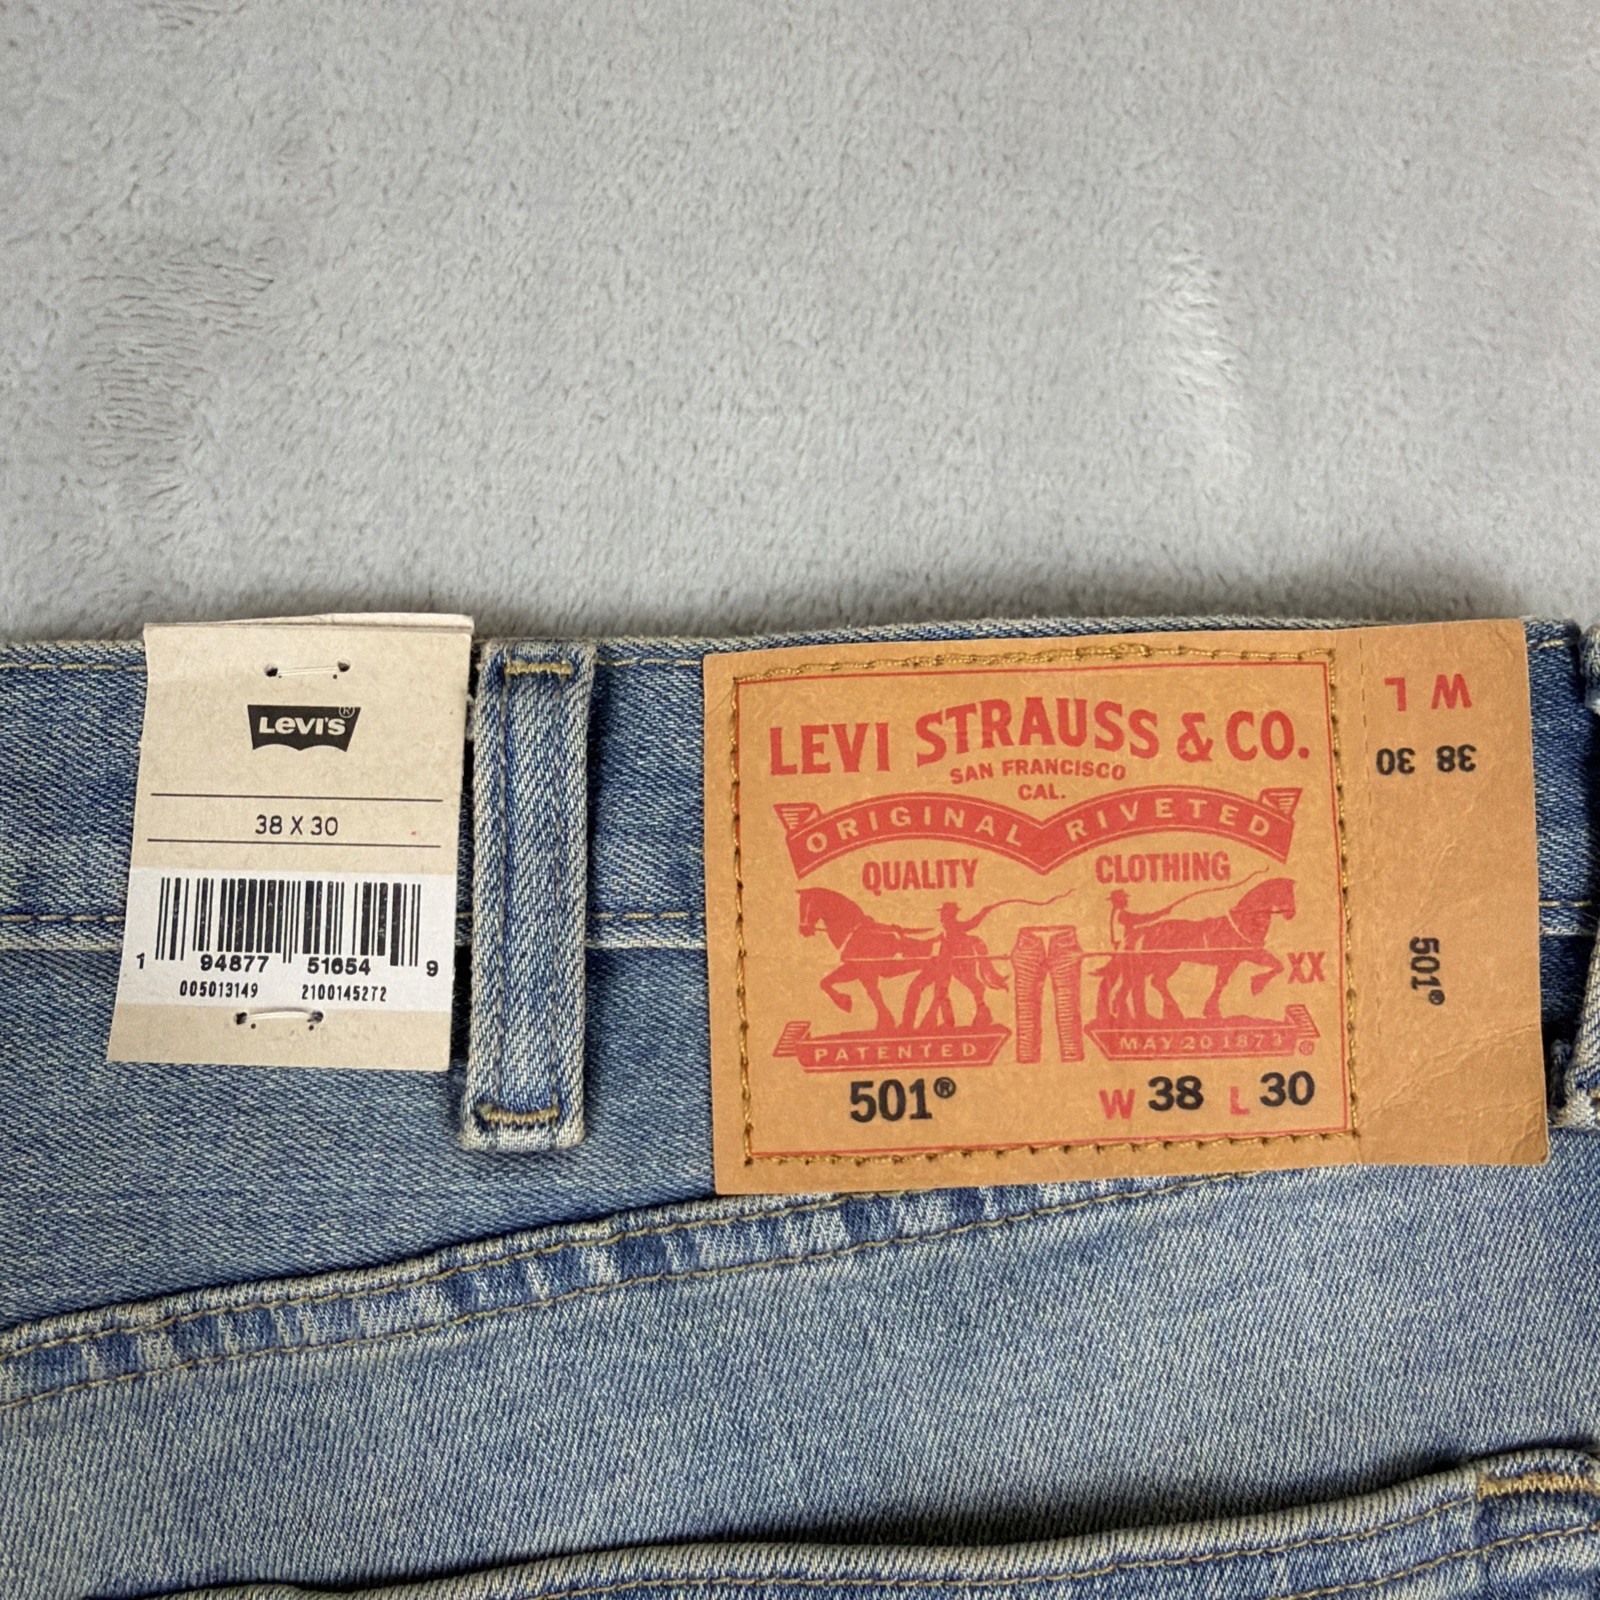 LEVI'S®
38 X 30
1 94877 51654 9
005013149 2100145272
LEVI STRAUSS & CO.
SAN FRANCISCO
CAL.
ORIGINAL RIVETED
QUALITY CLOTHING
XX
PATENTED MAY 20 1873 ®
501® W 38 L 30
W L
38 30
501®